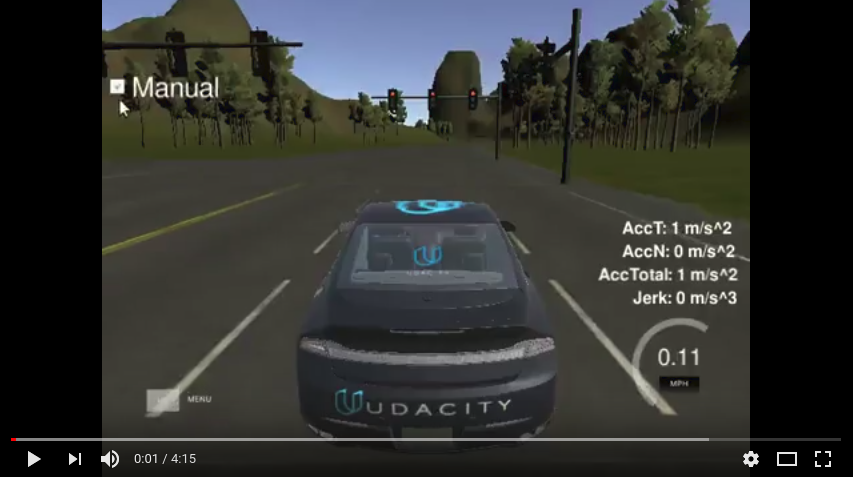 Manual
AccT: 1 m/s^2
AccN: 0 m/s^2
AccTotal: 1 m/s^2
Jerk: 0 m/s^3
0.11
MPH
MENU
UDACITY
0:01 / 4:15